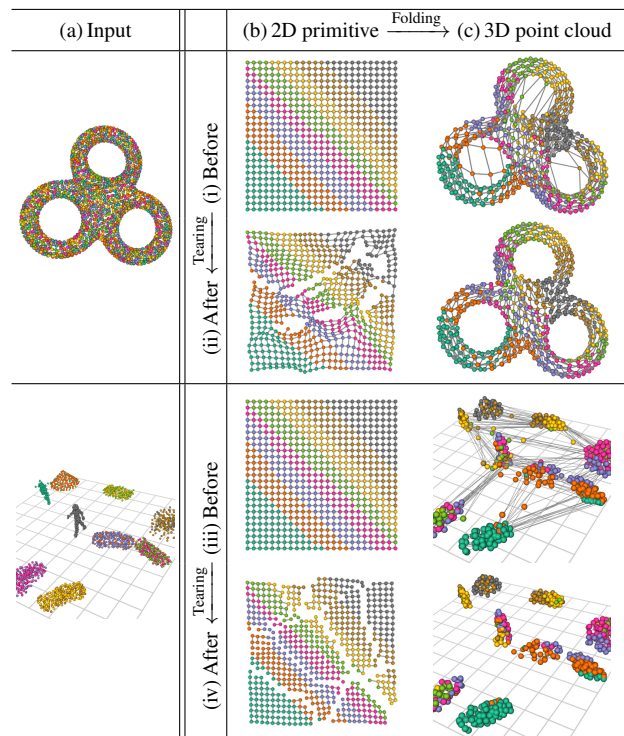 (a) Input (b) 2D primitive Folding (c) 3D point cloud
(i) Before
Tearing
(ii) After
(iii) Before
Tearing
(iv) After